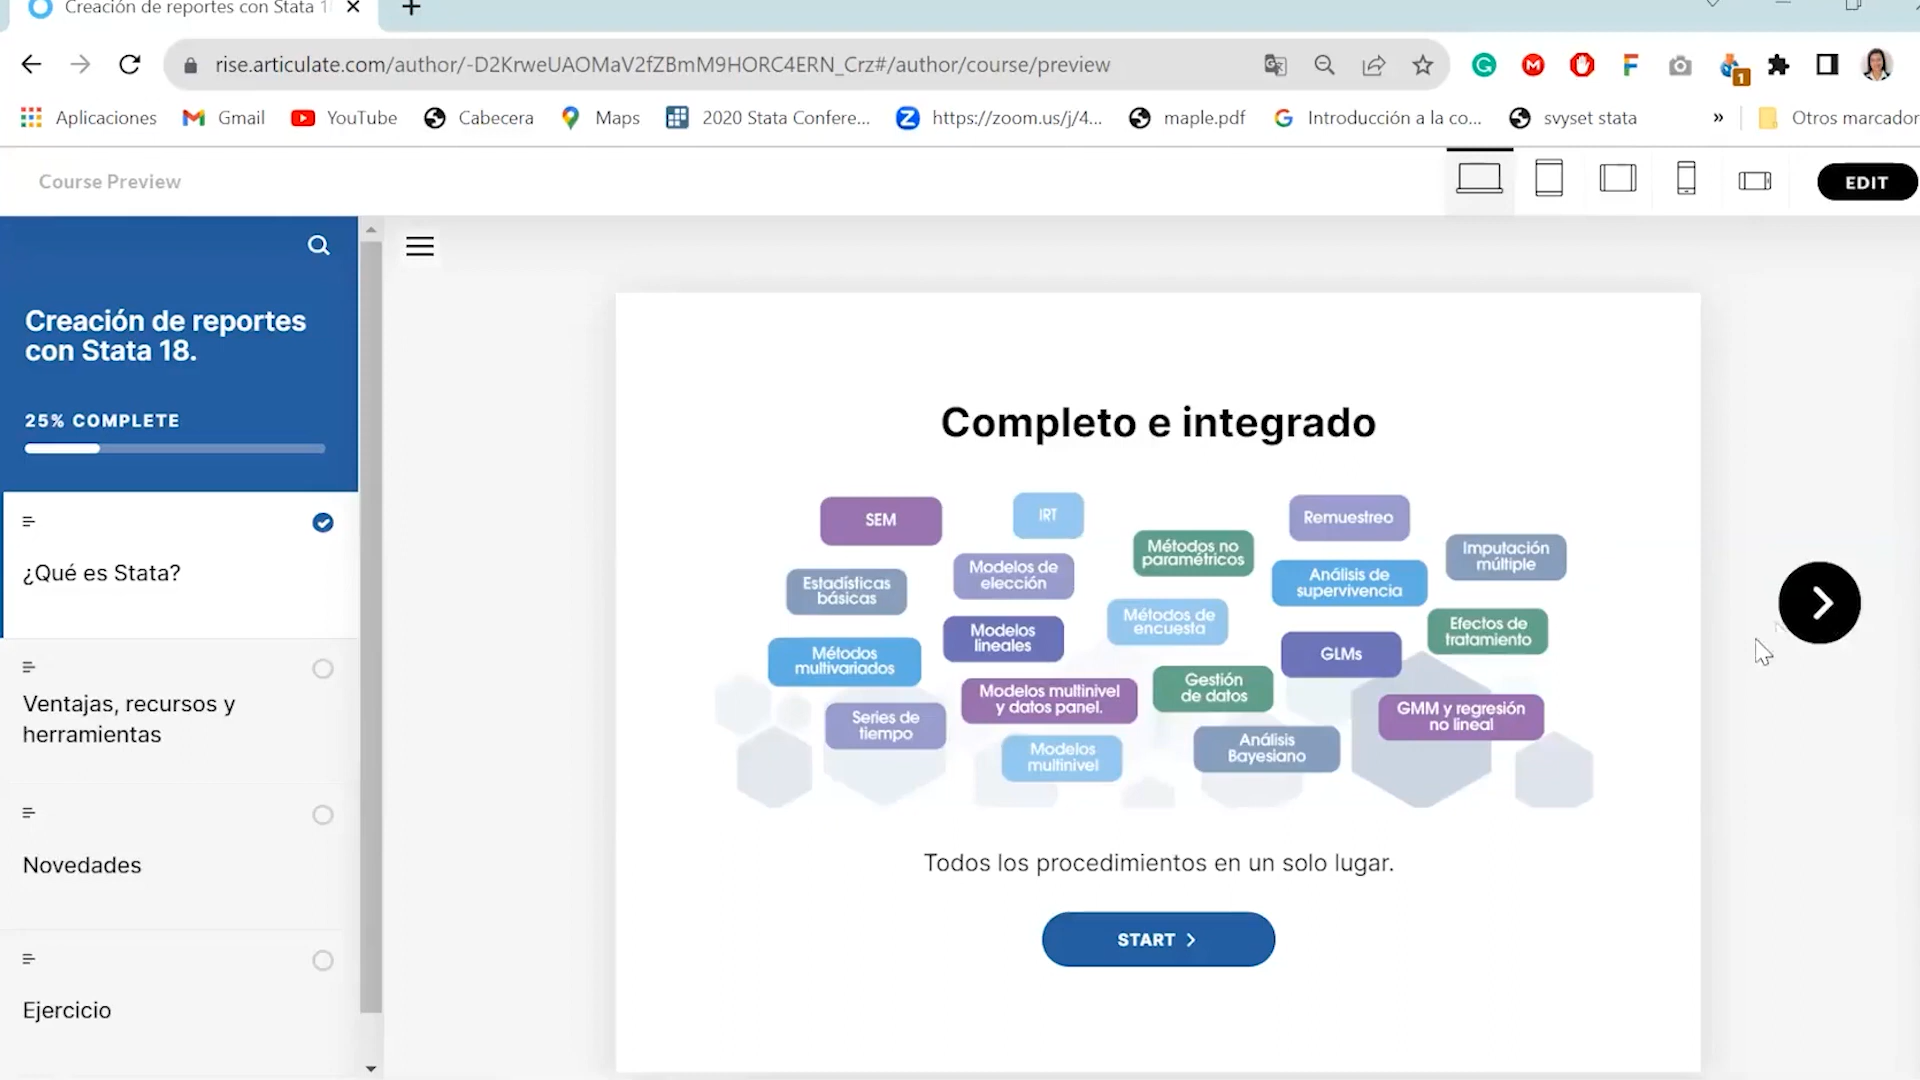 Creación de reportes con Stata 1
rise.articulate.com/author/-D2KrweUAOMaV2fZBmM9HORC4ERN_Crz#/author/course/preview
1
Aplicaciones
Gmail
YouTube
Cabecera
Maps
2020 Stata Confere...
https://zoom.us/j/4...
maple.pdf
Introducción a la co...
svyset stata
»
Otros marcador
Course Preview
EDIT
Creación de reportes
con Stata 18.
25% COMPLETE
¿Qué es Stata?
Ventajas, recursos y
herramientas
Novedades
Ejercicio
Completo e integrado
SEM
IRT
Remuestreo
Métodos no
paramétricos
Imputación
múltiple
Modelos de
elección
Estadísticas
básicas
Análisis de
supervivencia
Métodos de
encuesta
Efectos de
tratamiento
Modelos
lineales
Métodos
multivariados
GLMs
Gestión
de datos
Modelos multinivel
y datos panel.
GMM y regresión
no lineal
Series de
tiempo
Análisis
Bayesiano
Modelos
multinivel
Todos los procedimientos en un solo lugar.
START